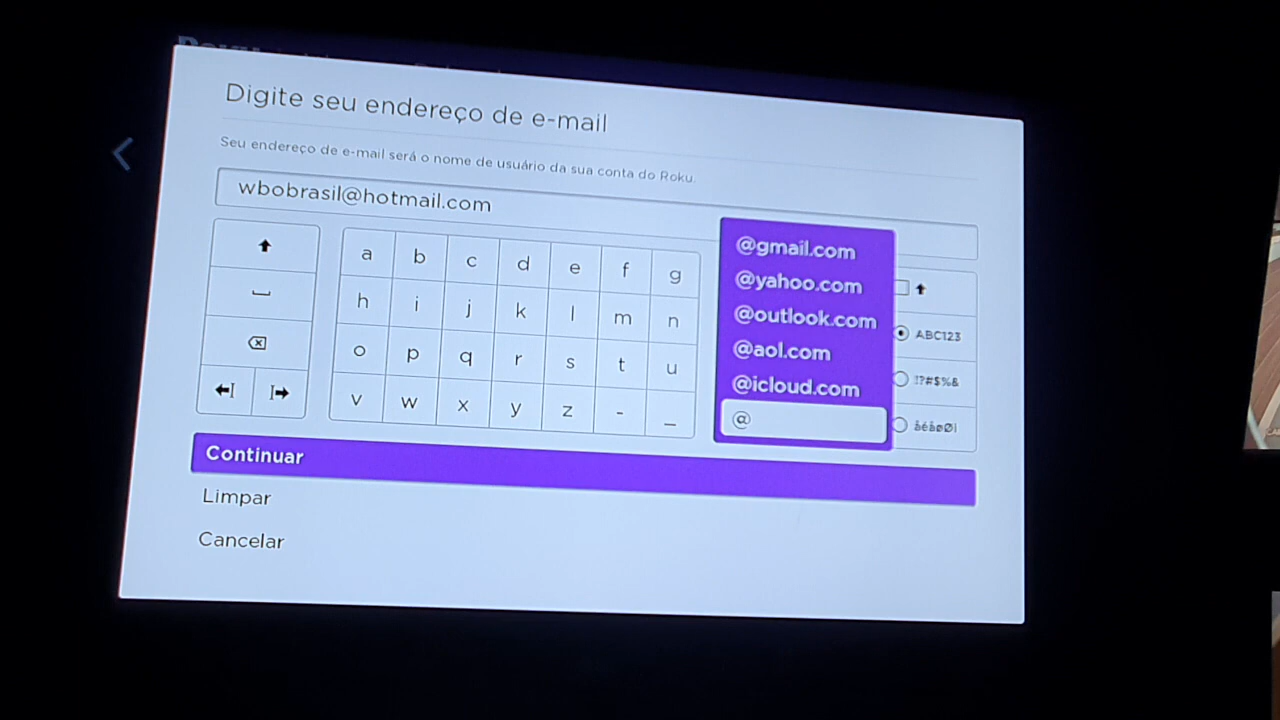 Digite seu endereço de e-mail
Seu endereço de e-mail será o nome de usuário da sua conta do Roku.
wbobrasil@hotmail.com
a b c d e f g
h i j k l m n
o p q r s t u
v w x y z - _
@gmail.com
@yahoo.com
@outlook.com
@aol.com
@icloud.com
@
ABC123
!?#$%&
Continuar
Limpar
Cancelar